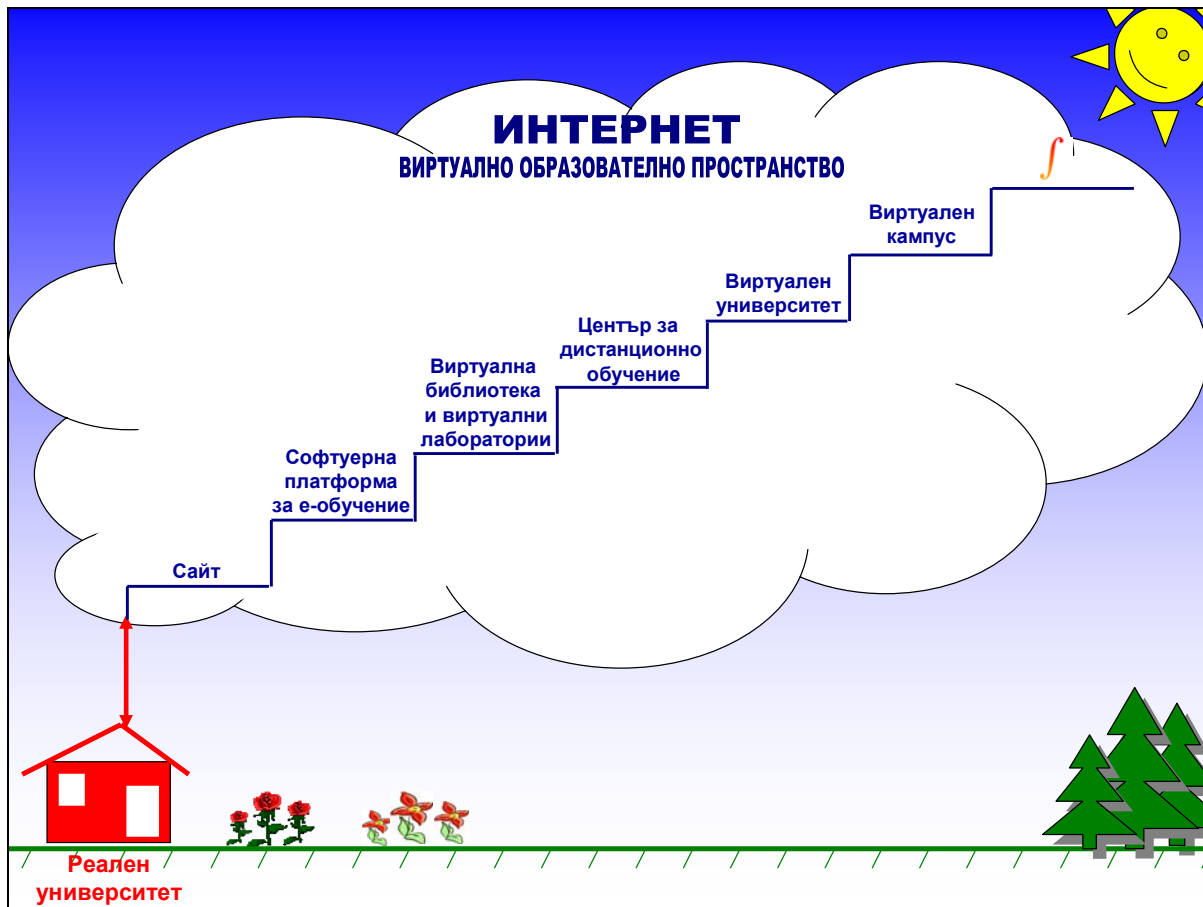 ИНТЕРНЕТ
ВИРТУАЛНО ОБРАЗОВАТЕЛНО ПРОСТРАНСТВО
∫
Виртуален
кампус
Виртуален
университет
Център за
дистанционно
обучение
Виртуална
библиотека
и виртуални
лаборатории
Софтуерна
платформа
за е-обучение
Сайт
Реален
университет